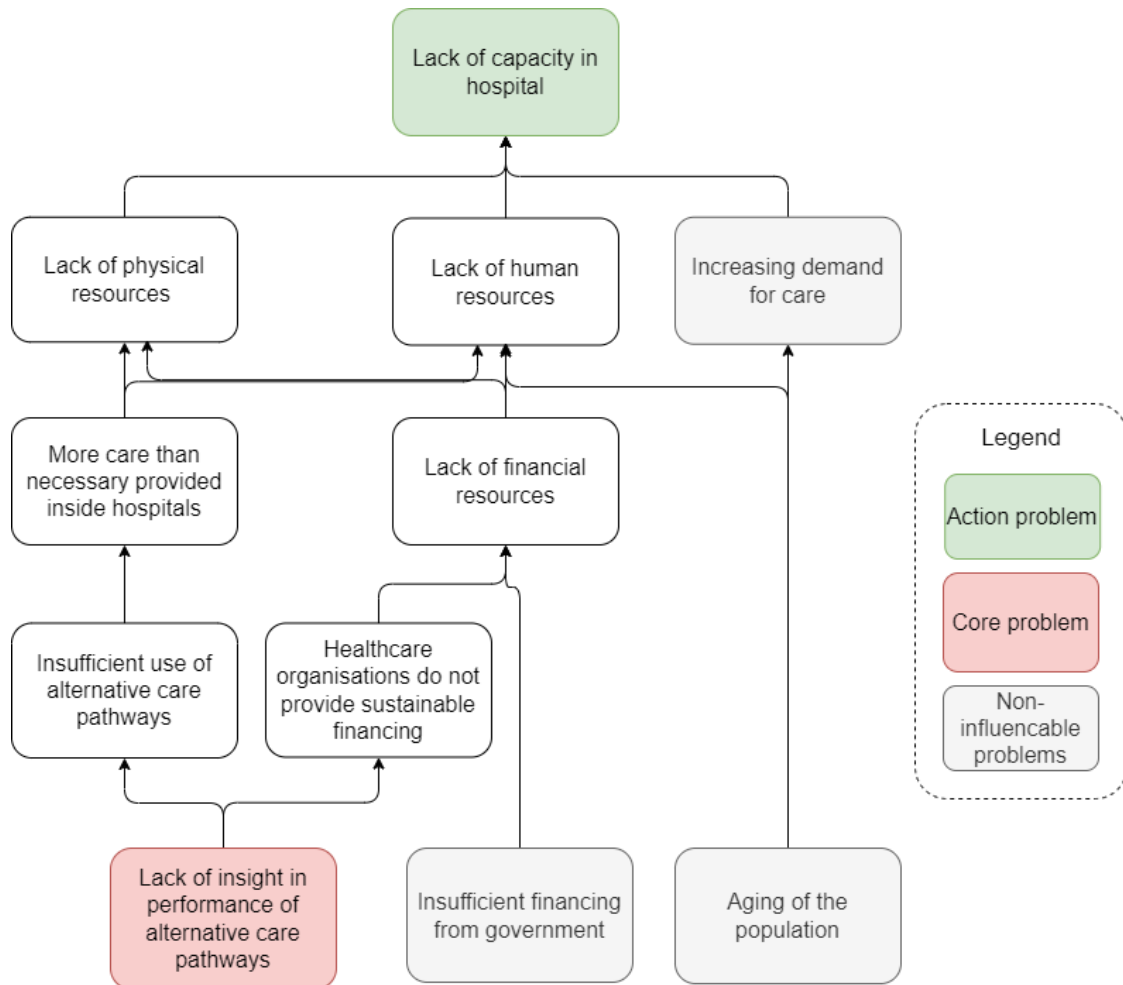 Lack of capacity in
hospital
Lack of physical
resources
Lack of human
resources
Increasing demand
for care
More care than
necessary provided
inside hospitals
Lack of financial
resources
Insufficient use of
alternative care
pathways
Healthcare
organisations do not
provide sustainable
financing
Lack of insight in
performance of
alternative care
pathways
Insufficient financing
from government
Aging of the
population
Legend
Action problem
Core problem
Non-
influencable
problems